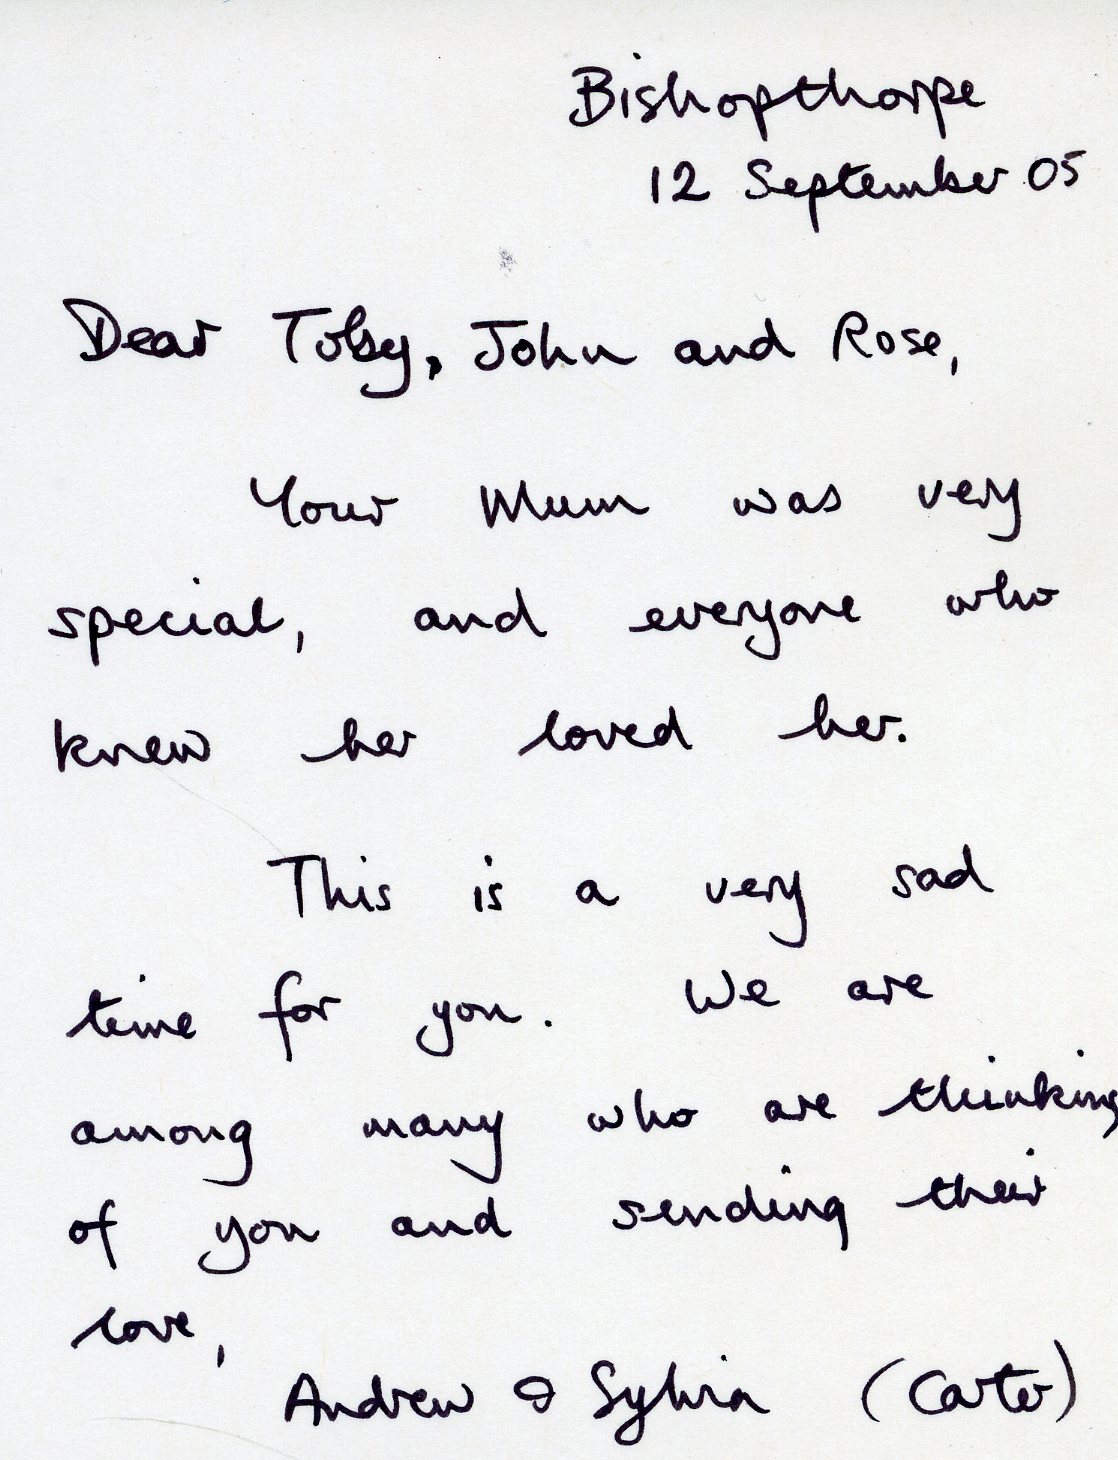 Bishopthorpe
12 September 05
Dear Toby, John and Rose,
Your Mum was very
special, and everyone who
knew her loved her.
This is a very sad
time for you. We are
among many who are thinking
of you and sending their
love,
Andrew & Sylvia (Carter)